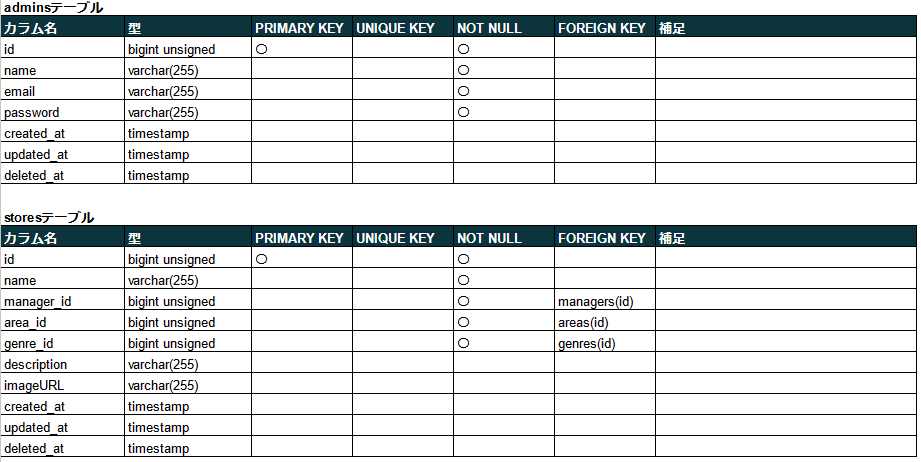 adminsテーブル
カラム名 型 PRIMARY KEY UNIQUE KEY NOT NULL FOREIGN KEY 補足
id bigint unsigned ○ ○
name varchar(255) ○
email varchar(255) ○
password varchar(255) ○
created_at timestamp
updated_at timestamp
deleted_at timestamp
storesテーブル
カラム名 型 PRIMARY KEY UNIQUE KEY NOT NULL FOREIGN KEY 補足
id bigint unsigned ○ ○
name varchar(255) ○
manager_id bigint unsigned ○ managers(id)
area_id bigint unsigned ○ areas(id)
genre_id bigint unsigned ○ genres(id)
description varchar(255)
imageURL varchar(255)
created_at timestamp
updated_at timestamp
deleted_at timestamp